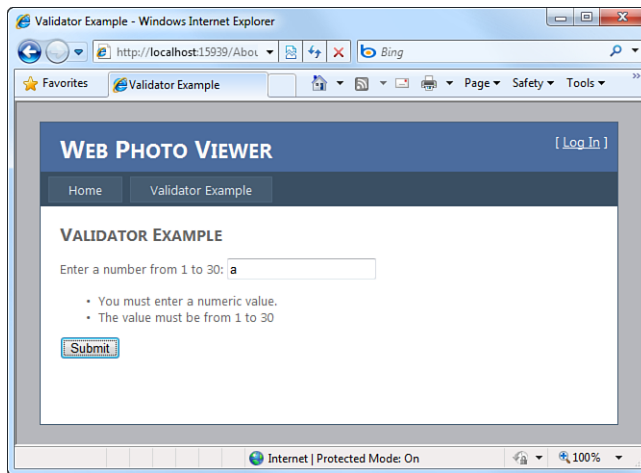 Validator Example - Windows Internet Explorer
http://localhost:15939/Abou
Bing
Favorites Validator Example Page Safety Tools »
WEB PHOTO VIEWER
[ Log In ]
Home Validator Example
VALIDATOR EXAMPLE
Enter a number from 1 to 30: a
• You must enter a numeric value.
• The value must be from 1 to 30
Submit
Internet | Protected Mode: On 100%